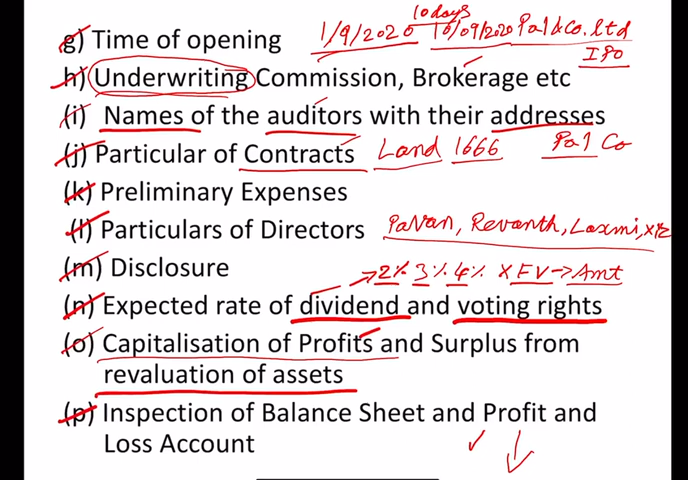 10 days
g) Time of opening 1/9/2020 10/09/2020 Pal & Co. Ltd
IPO
h) Underwriting Commission, Brokerage etc
(i) Names of the auditors with their addresses
(j) Particular of Contracts Land 1666 Pal Co
(k) Preliminary Expenses
(l) Particulars of Directors Pavan, Revanth, Laxmi, XYZ
(m) Disclosure
2% 3% 4% X FV → Amt
(n) Expected rate of dividend and voting rights
(o) Capitalisation of Profits and Surplus from
revaluation of assets
(p) Inspection of Balance Sheet and Profit and
Loss Account